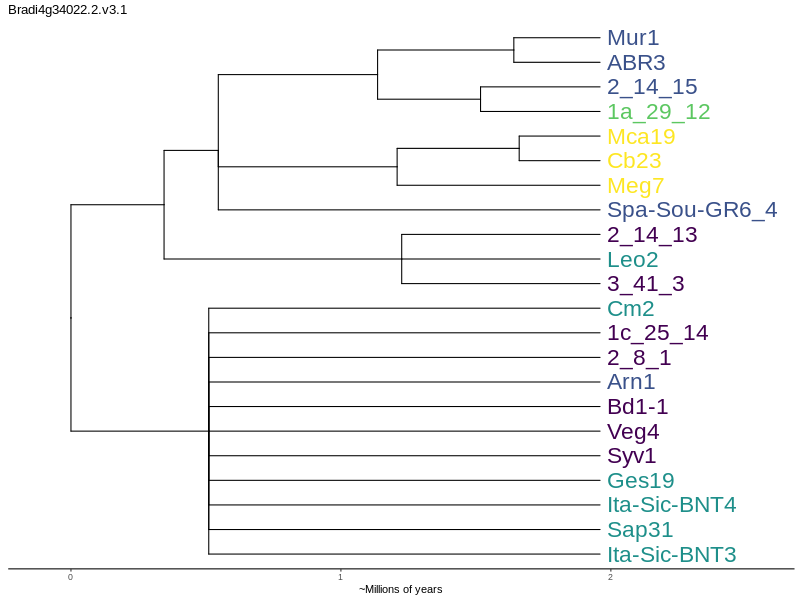 Bradi4g34022.2.v3.1
Mur1
ABR3
2_14_15
1a_29_12
Mca19
Cb23
Meg7
Spa-Sou-GR6_4
2_14_13
Leo2
3_41_3
Cm2
1c_25_14
2_8_1
Arn1
Bd1-1
Veg4
Syv1
Ges19
Ita-Sic-BNT4
Sap31
Ita-Sic-BNT3
0 1 2
~Millions of years